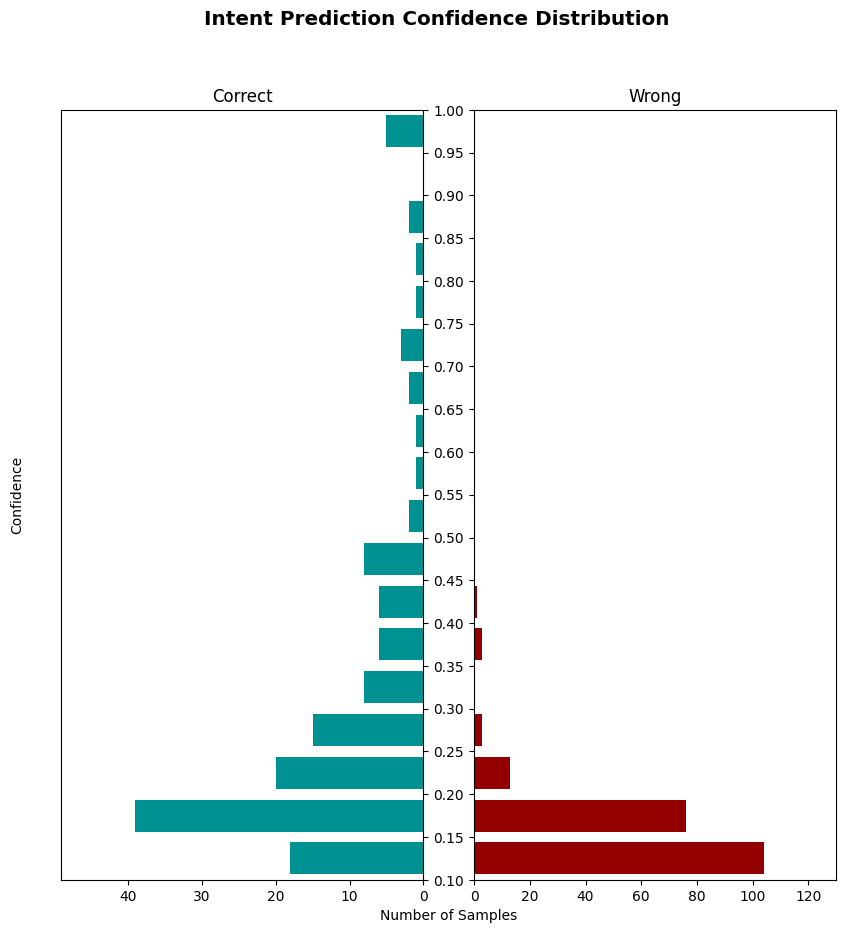 Intent Prediction Confidence Distribution
Correct
Wrong
1.00
0.95
0.90
0.85
0.80
0.75
0.70
0.65
0.60
0.55
0.50
0.45
0.40
0.35
0.30
0.25
0.20
0.15
0.10
Confidence
40 30 20 10 0
0 20 40 60 80 100 120
Number of Samples